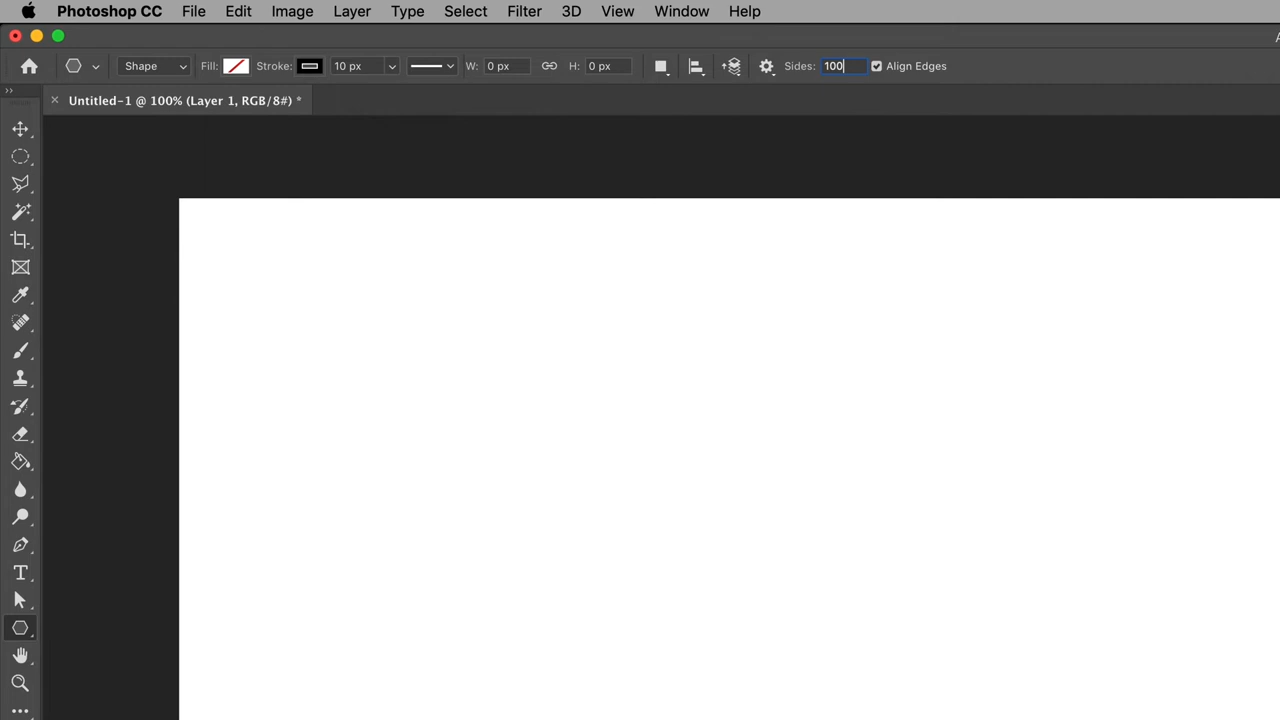 Photoshop CC File Edit Image Layer Type Select Filter 3D View Window Help
Shape Fill: Stroke: 10 px W: 0 px H: 0 px Sides: 100 Align Edges
× Untitled-1 @ 100% (Layer 1, RGB/8#) *